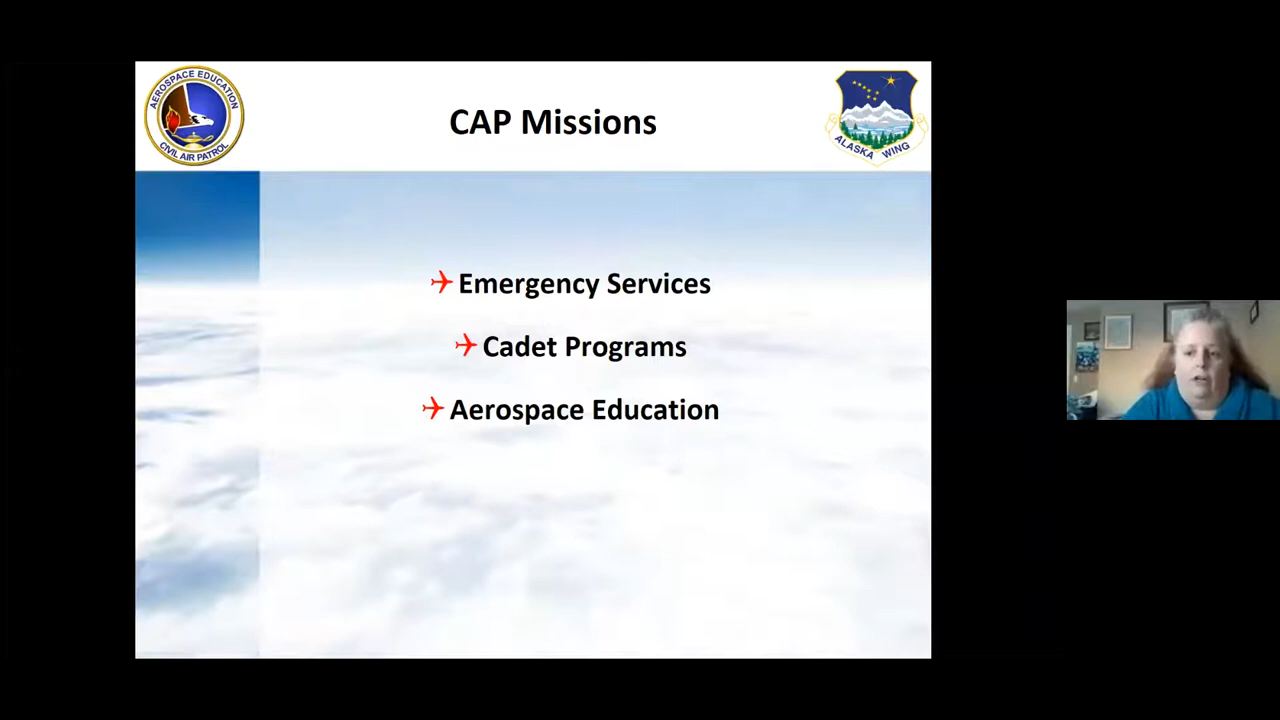 AEROSPACE EDUCATION
CIVIL AIR PATROL
CAP Missions
ALASKA WING
Emergency Services
Cadet Programs
Aerospace Education